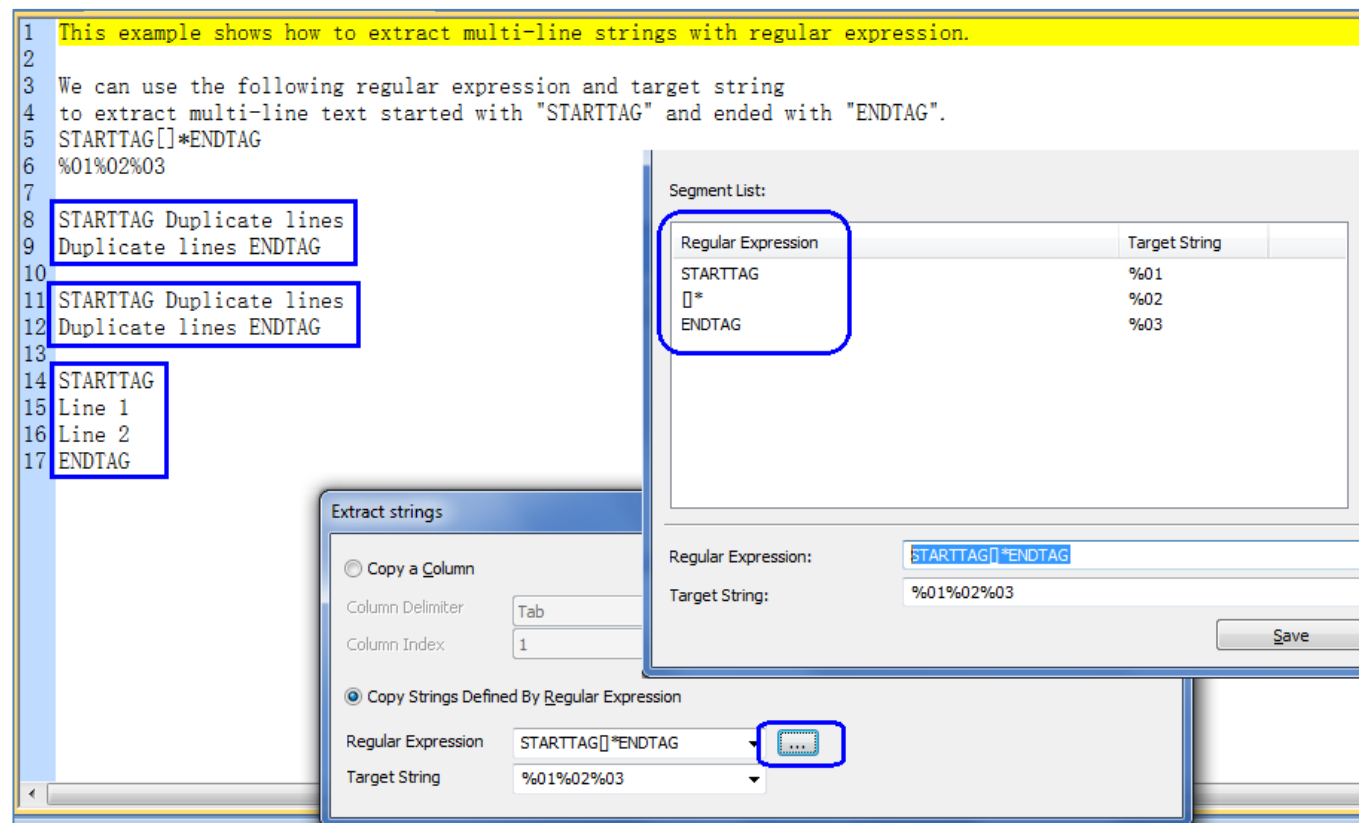 1 This example shows how to extract multi-line strings with regular expression.
2
3 We can use the following regular expression and target string
4 to extract multi-line text started with "STARTTAG" and ended with "ENDTAG".
5 STARTTAG[]*ENDTAG
6 %01%02%03
7
8 STARTTAG Duplicate lines
9 Duplicate lines ENDTAG
10
11 STARTTAG Duplicate lines
12 Duplicate lines ENDTAG
13
14 STARTTAG
15 Line 1
16 Line 2
17 ENDTAG
Segment List:
Regular Expression Target String
STARTTAG %01
[]* %02
ENDTAG %03
Regular Expression: STARTTAG[]*ENDTAG
Target String: %01%02%03
Save
Extract strings
Copy a Column
Column Delimiter Tab
Column Index 1
Copy Strings Defined By Regular Expression
Regular Expression STARTTAG[]*ENDTAG ...
Target String %01%02%03